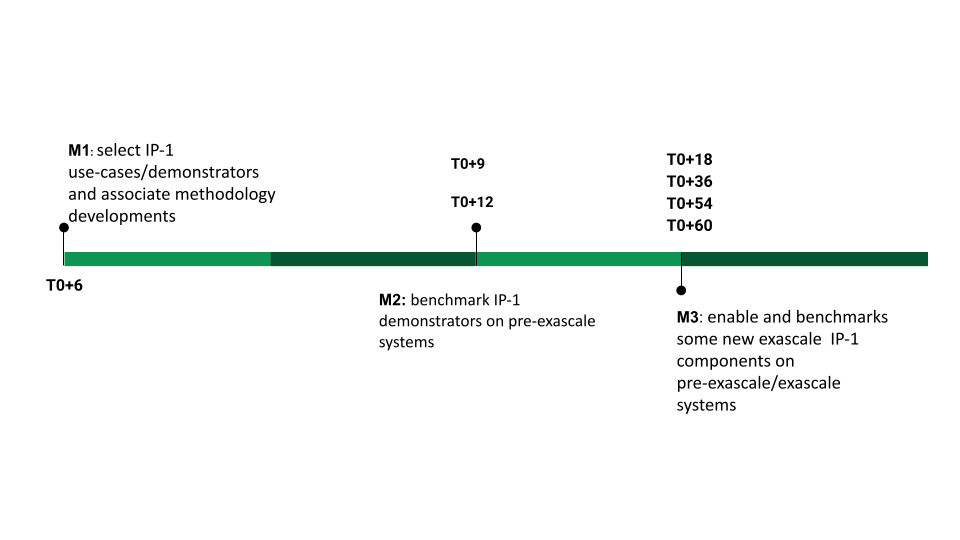 M1: select IP-1
use-cases/demonstrators
and associate methodology
developments
T0+6
T0+9
T0+12
M2: benchmark IP-1
demonstrators on pre-exascale
systems
T0+18
T0+36
T0+54
T0+60
M3: enable and benchmarks
some new exascale  IP-1
components on
pre-exascale/exascale
systems